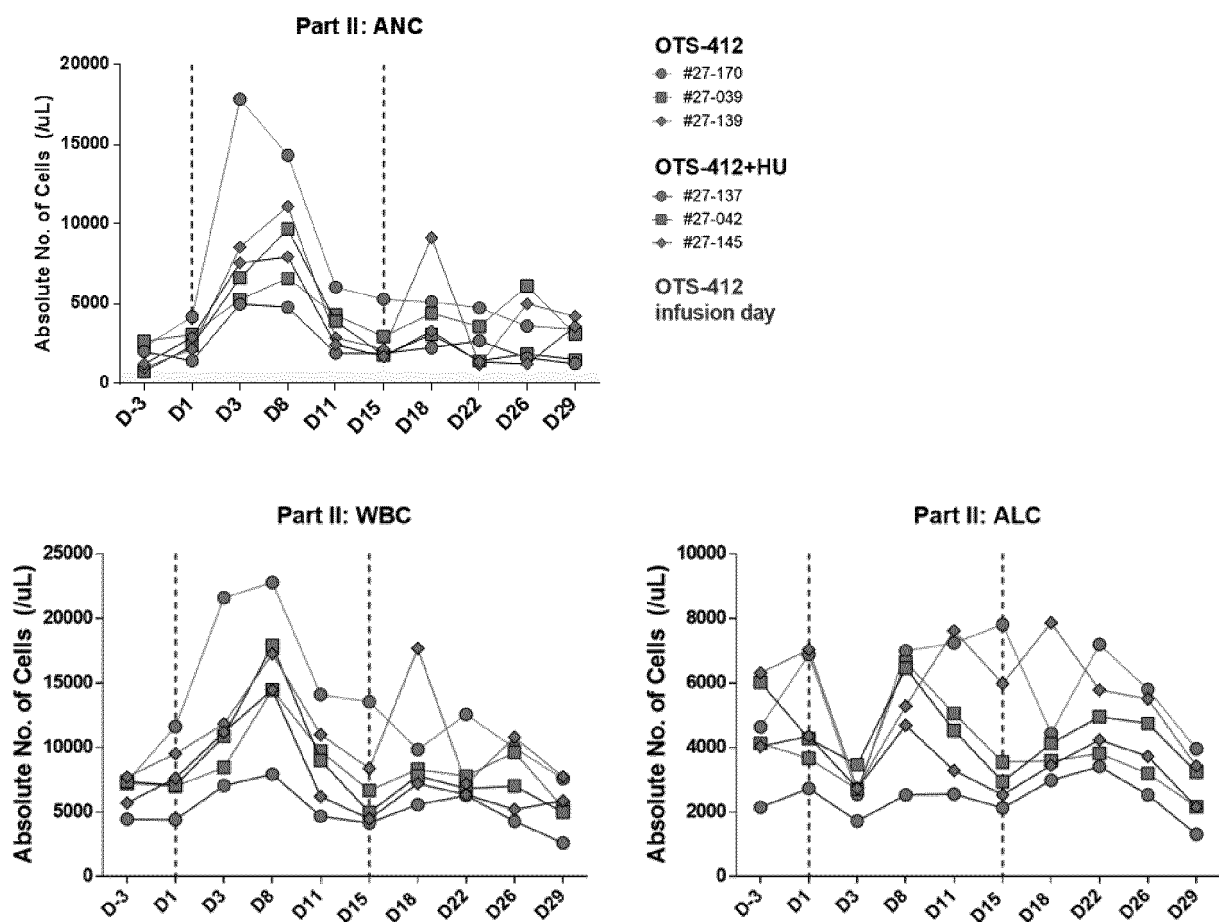 Part II: ANC
Absolute No. of Cells (/uL)
20000
15000
10000
5000
0
D-3 D1 D3 D8 D11 D15 D18 D22 D26 D29
OTS-412
#27-170
#27-039
#27-139
OTS-412+HU
#27-137
#27-042
#27-145
OTS-412
infusion day
Part II: WBC
Absolute No. of Cells (/uL)
25000
20000
15000
10000
5000
0
D-3 D1 D3 D8 D11 D15 D18 D22 D26 D29
Part II: ALC
Absolute No. of Cells (/uL)
10000
8000
6000
4000
2000
0
D-3 D1 D3 D8 D11 D15 D18 D22 D26 D29